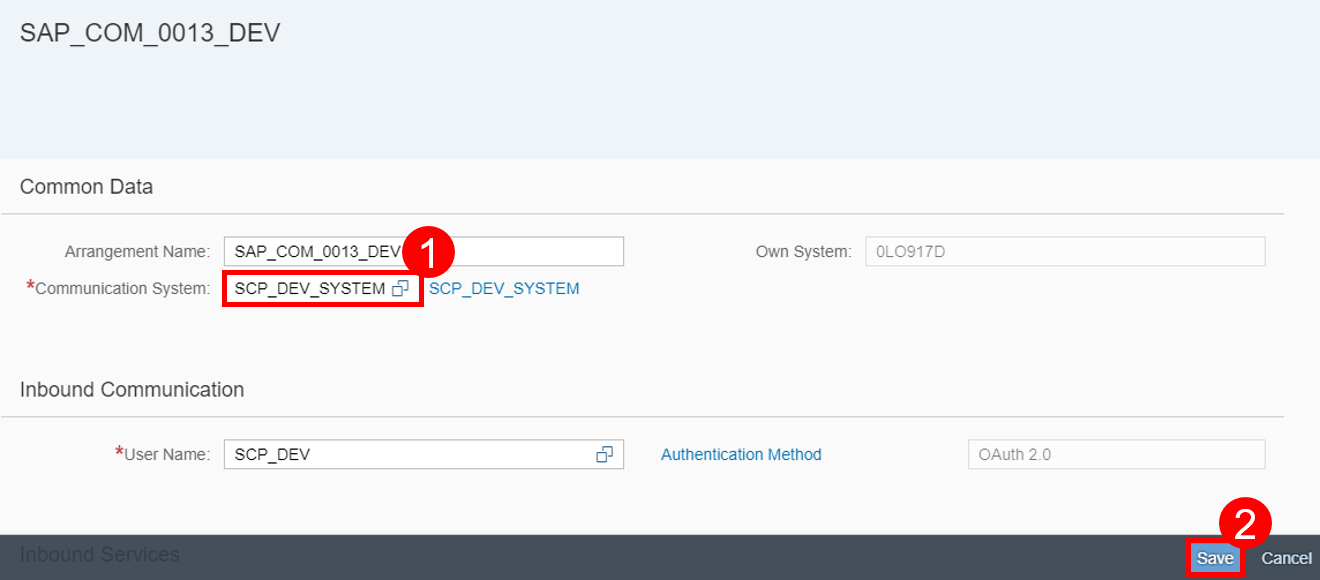 SAP_COM_0013_DEV
Common Data
Arrangement Name: SAP_COM_0013_DEV 1 Own System: 0LO917D
*Communication System: SCP_DEV_SYSTEM SCP_DEV_SYSTEM
Inbound Communication
*User Name: SCP_DEV Authentication Method OAuth 2.0
2
Inbound Services Save Cancel